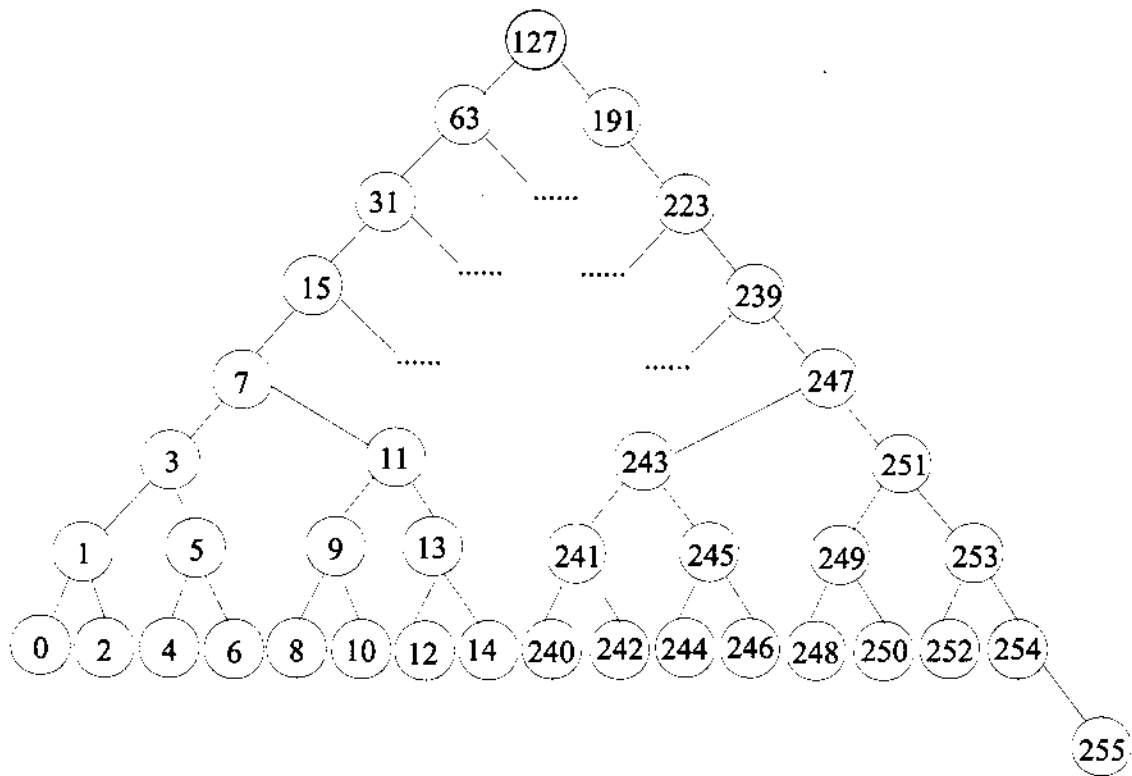 127
63 191
31 ...... 223
15 ...... ...... 239
7 ...... ...... 247
3 11 243 251
1 5 9 13 241 245 249 253
0 2 4 6 8 10 12 14 240 242 244 246 248 250 252 254
255